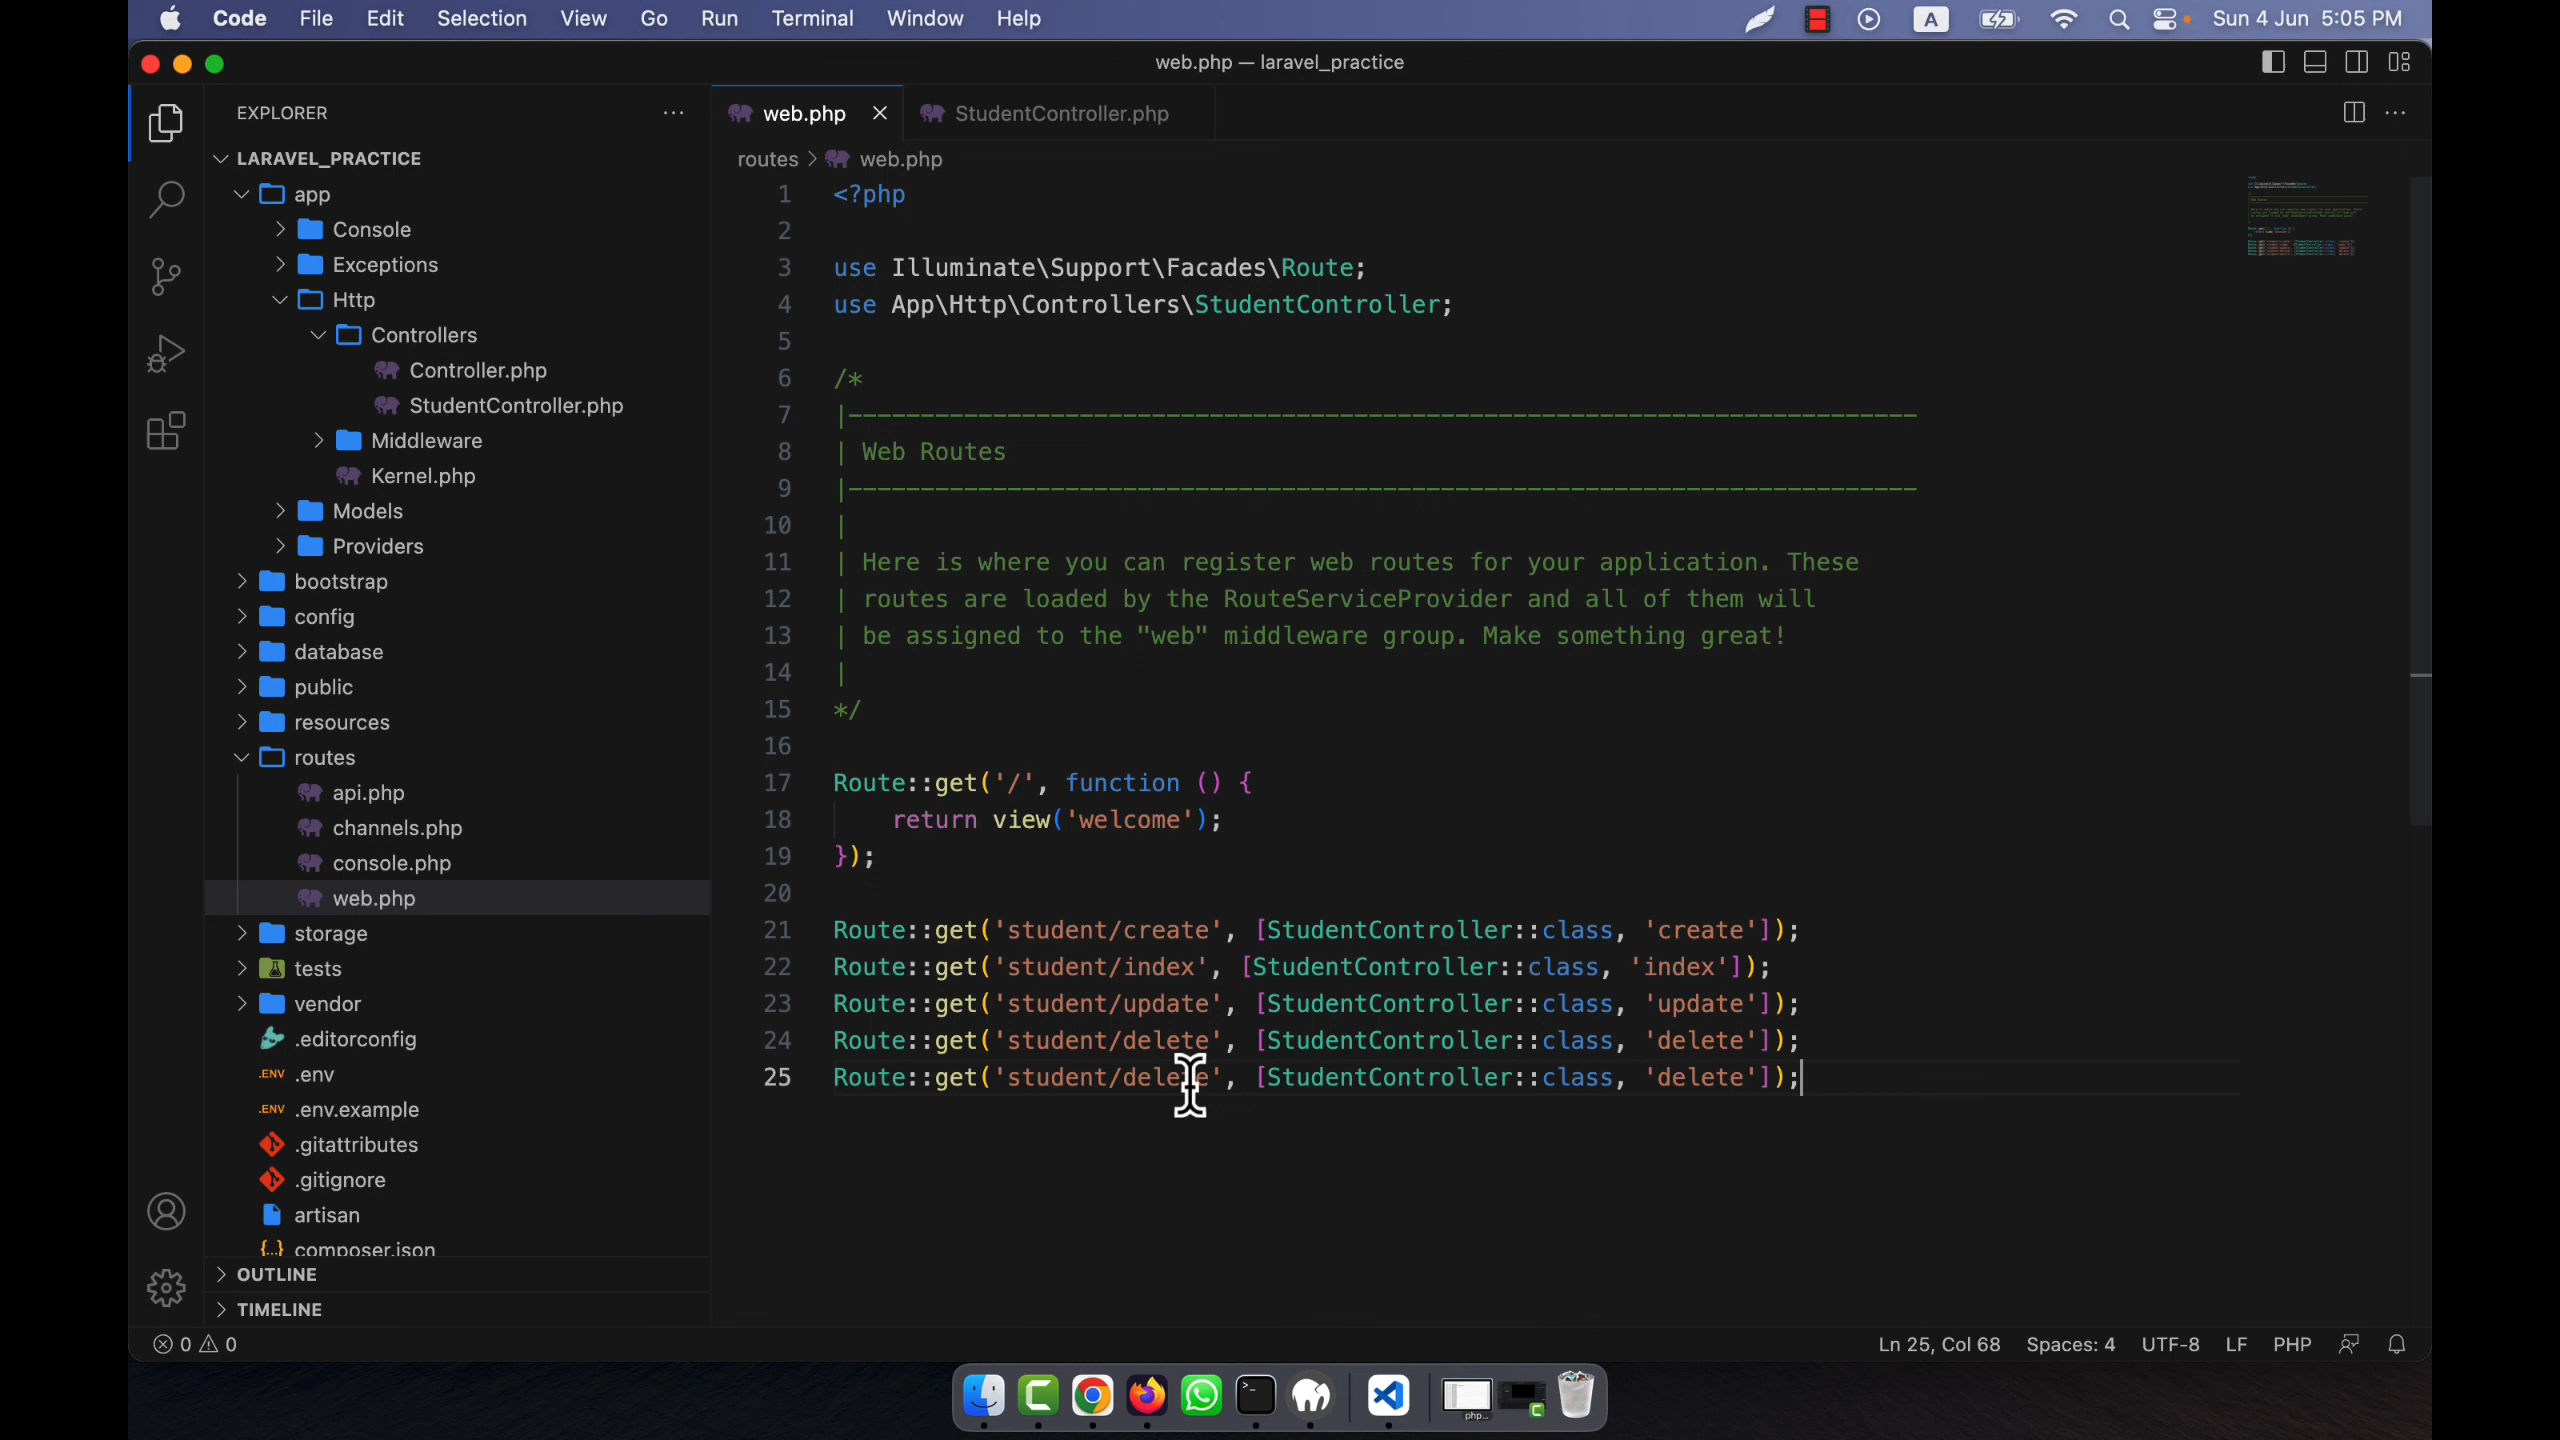 Code File Edit Selection View Go Run Terminal Window Help
A Sun 4 Jun 5:05 PM
web.php — laravel_practice
EXPLORER
LARAVEL_PRACTICE
app
Console
Exceptions
Http
Controllers
Controller.php
StudentController.php
Middleware
Kernel.php
Models
Providers
bootstrap
config
database
public
resources
routes
api.php
channels.php
console.php
web.php
storage
tests
vendor
.editorconfig
.ENV .env
.ENV .env.example
.gitattributes
.gitignore
artisan
{..} composer.json
OUTLINE
TIMELINE
web.php StudentController.php
routes > web.php
1 <?php
2
3 use Illuminate\Support\Facades\Route;
4 use App\Http\Controllers\StudentController;
5
6 /*
7 |--------------------------------------------------------------------------
8 | Web Routes
9 |--------------------------------------------------------------------------
10 |
11 | Here is where you can register web routes for your application. These
12 | routes are loaded by the RouteServiceProvider and all of them will
13 | be assigned to the "web" middleware group. Make something great!
14 |
15 */
16
17 Route::get('/', function () {
18 return view('welcome');
19 });
20
21 Route::get('student/create', [StudentController::class, 'create']);
22 Route::get('student/index', [StudentController::class, 'index']);
23 Route::get('student/update', [StudentController::class, 'update']);
24 Route::get('student/delete', [StudentController::class, 'delete']);
25 Route::get('student/delete', [StudentController::class, 'delete']);
0 0
Ln 25, Col 68 Spaces: 4 UTF-8 LF PHP
php...